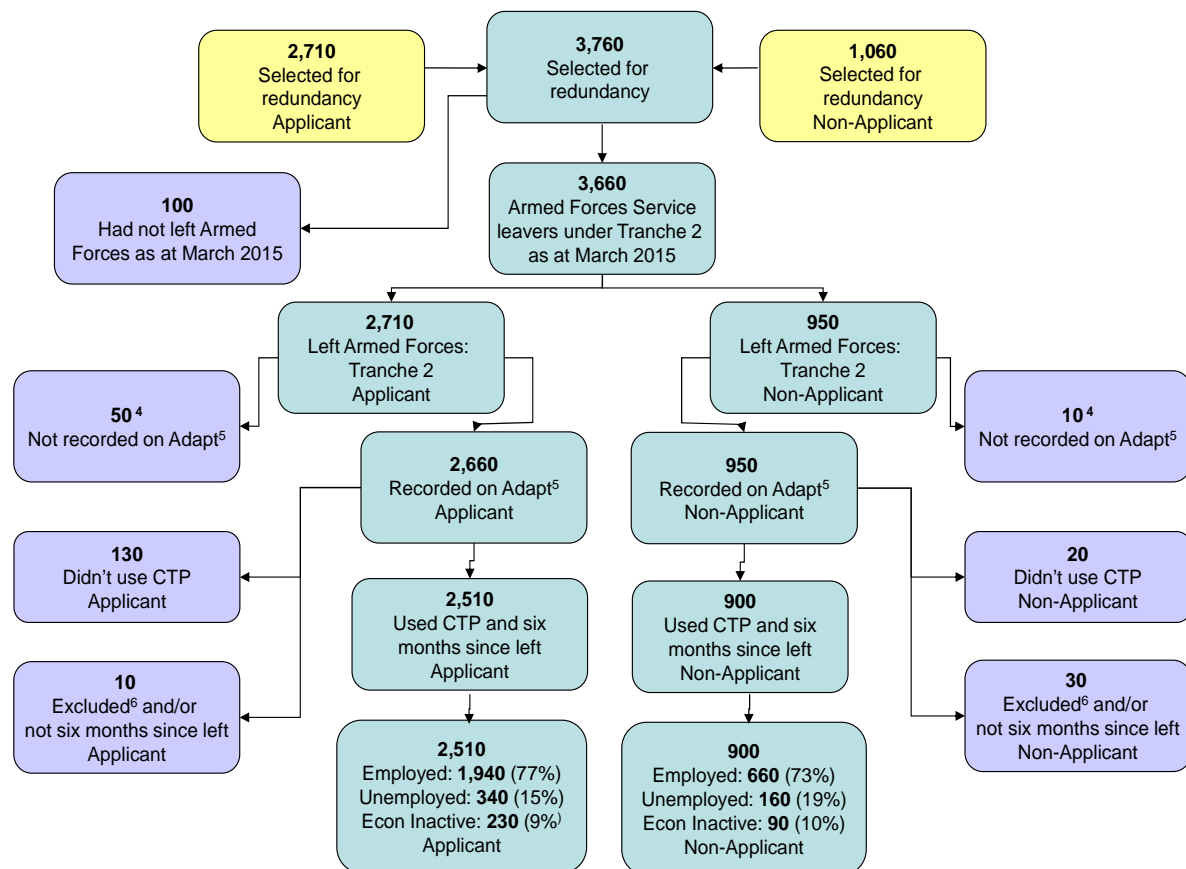 2,710
Selected for
redundancy
Applicant
3,760
Selected for
redundancy
1,060
Selected for
redundancy
Non-Applicant
100
Had not left Armed
Forces as at March 2015
3,660
Armed Forces Service
leavers under Tranche 2
as at March 2015
2,710
Left Armed Forces:
Tranche 2
Applicant
950
Left Armed Forces:
Tranche 2
Non-Applicant
50⁴
Not recorded on Adapt⁵
10⁴
Not recorded on Adapt⁵
2,660
Recorded on Adapt⁵
Applicant
950
Recorded on Adapt⁵
Non-Applicant
130
Didn't use CTP
Applicant
20
Didn't use CTP
Non-Applicant
2,510
Used CTP and six
months since left
Applicant
900
Used CTP and six
months since left
Non-Applicant
10
Excluded⁶ and/or
not six months since left
Applicant
30
Excluded⁶ and/or
not six months since left
Non-Applicant
2,510
Employed: 1,940 (77%)
Unemployed: 340 (15%)
Econ Inactive: 230 (9%⁾
Applicant
900
Employed: 660 (73%)
Unemployed: 160 (19%)
Econ Inactive: 90 (10%)
Non-Applicant